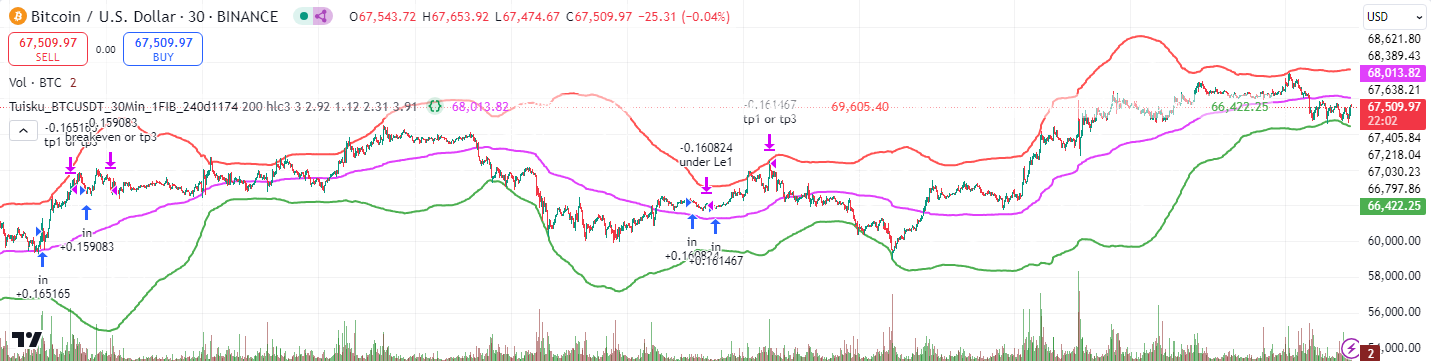 Bitcoin / U.S. Dollar · 30 · BINANCE
O67,543.72 H67,653.92 L67,474.67 C67,509.97 −25.31 (−0.04%)
USD
67,509.97
SELL
0.00
67,509.97
BUY
Vol · BTC 2
Tuisku_BTCUSDT_30Min_1FIB_240d1174 200 hlc3 3 2.92 1.12 2.31 3.91 68,013.82
69,605.40
66,422.25
-0.159083
breakeven or tp3
tp1 or tp3
in
+0.159083
in
+0.165165
-0.160824
under Le1
-0.161467
tp1 or tp3
in
in
+0.161467
68,621.80
68,389.43
68,013.82
67,638.21
67,509.97
22:02
67,405.84
67,218.04
67,030.23
66,797.86
66,422.25
60,000.00
58,000.00
56,000.00
54,000.00
2